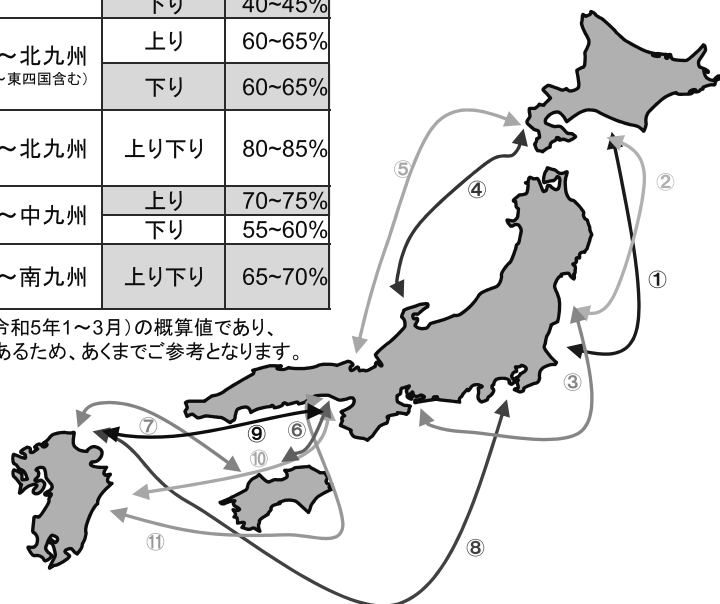 下り 40~45%
～北九州 上り 60~65%
～東四国含む） 下り 60~65%
～北九州 上り下り 80~85%
～中九州 上り 70~75%
下り 55~60%
～南九州 上り下り 65~70%
令和5年1～3月）の概算値であり、
あるため、あくまでご参考となります。
⑤
④
②
①
③
⑦
⑨
⑥
⑩
⑪
⑧